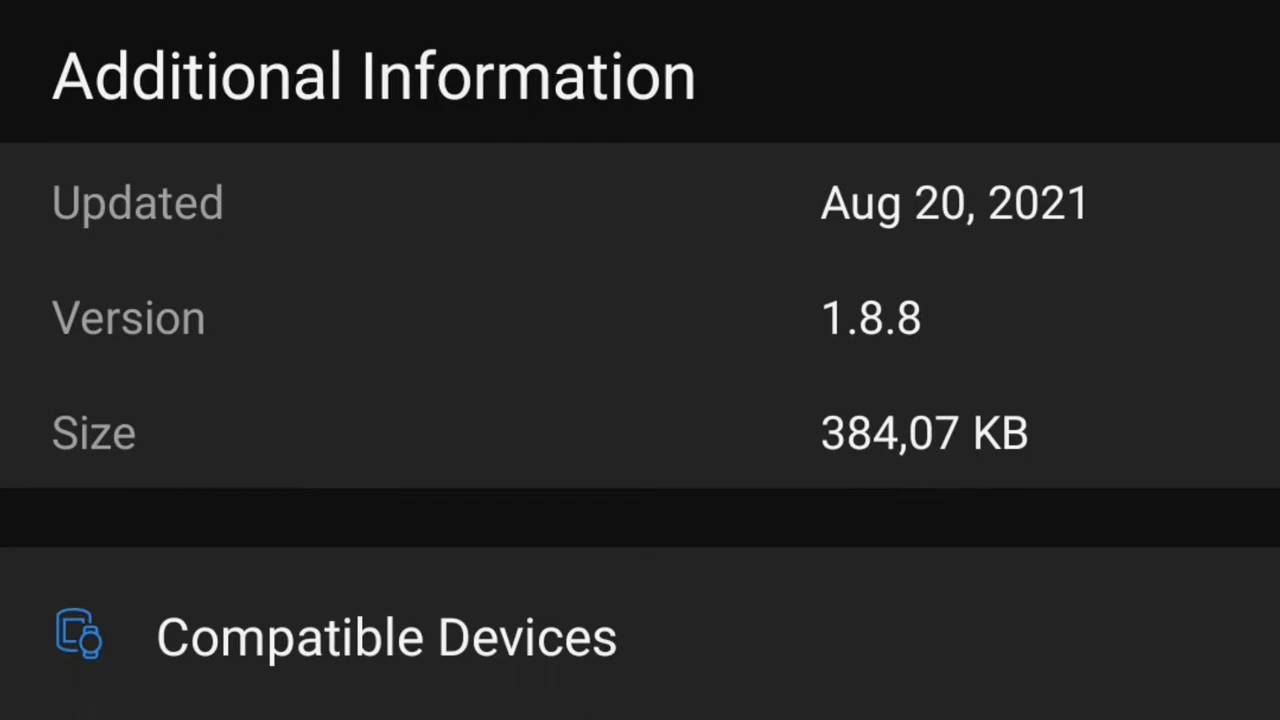 Additional Information
Updated Aug 20, 2021
Version 1.8.8
Size 384,07 KB
Compatible Devices